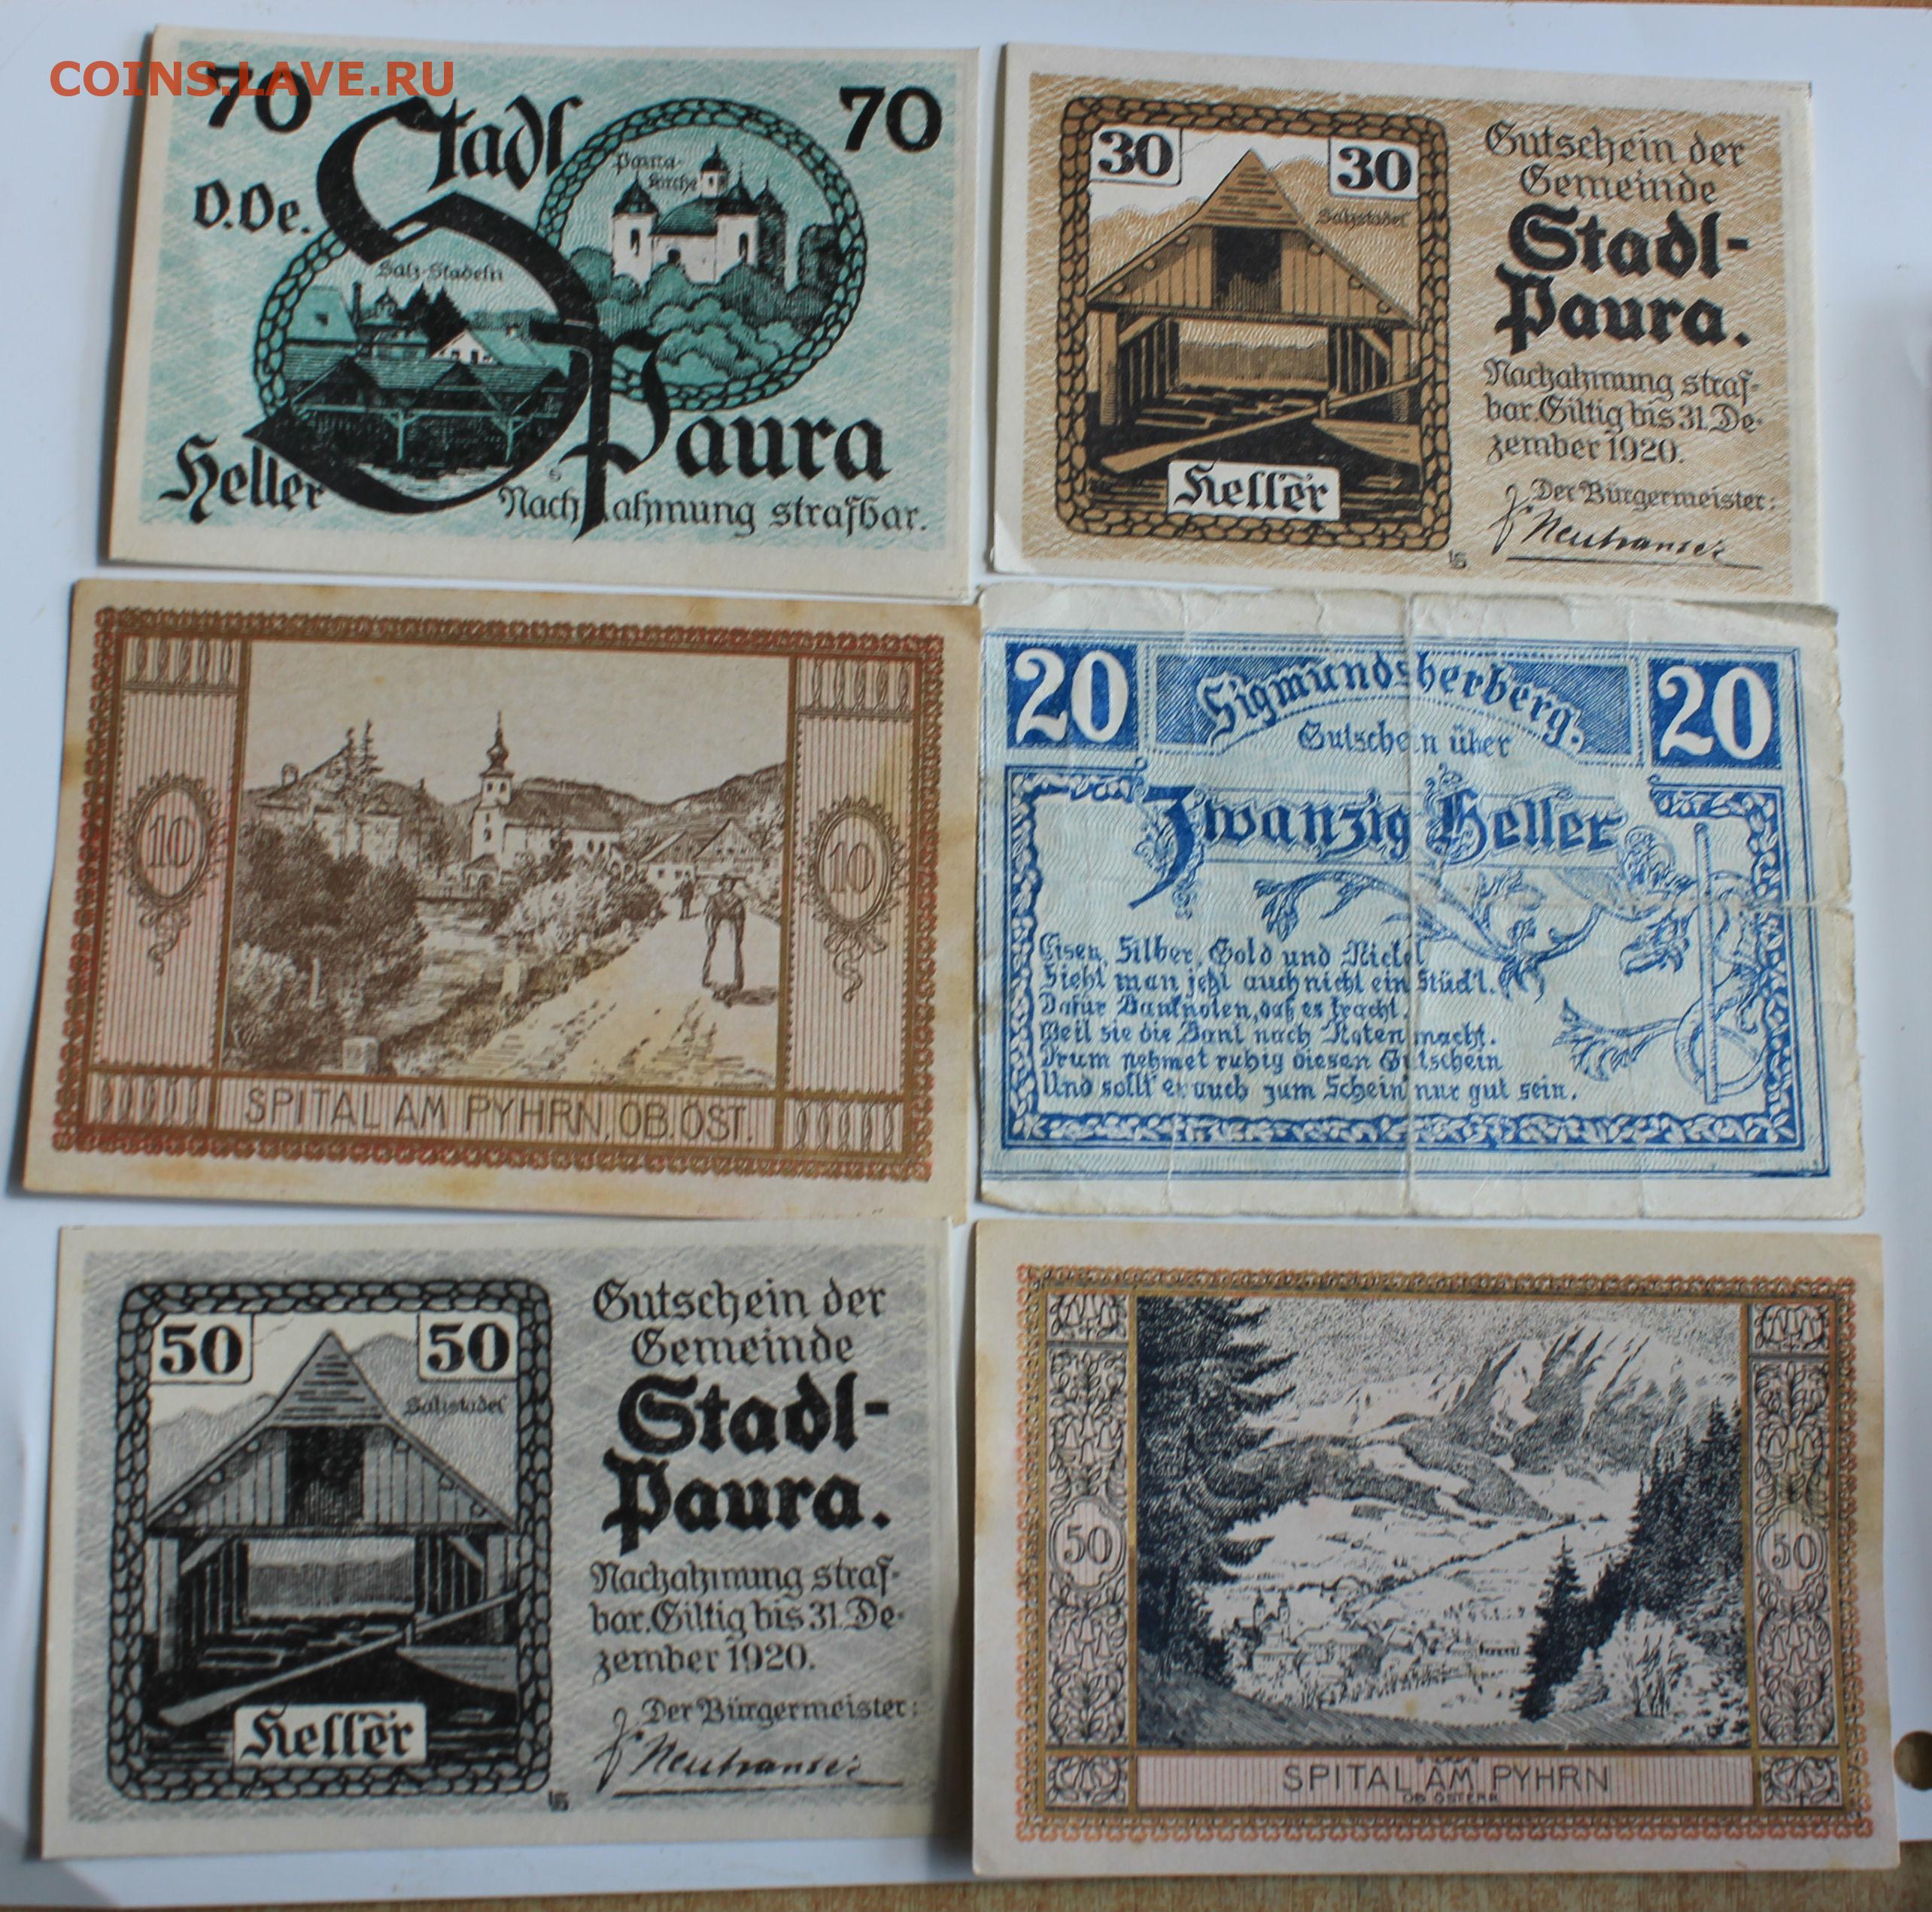 COINS.LAVE.RU
70
70
Stadl
O.Oe.
Paura-
kirche
Salz-Stadeln
Paura
Heller
Nachahmung strafbar.
30
30
Salzstadel
Heller
Gutschein der
Gemeinde
Stadl-
Paura.
Nachahmung straf-
bar. Giltig bis 31. De-
zember 1920.
Der Bürgermeister:
10
10
SPITAL AM PYHRN, OB. ÖST.
20
20
Sigmundsherberg.
Gutschein über
Zwanzig Heller
Eisen, Silber, Gold und Nickel
Sieht man jetzt auch nicht ein Stück'l.
Dafür Banknoten, daß es kracht.
Weil sie die Bank nach Noten macht.
Drum nehmet ruhig diesen Gutschein
Und sollt' er auch zum Schein nur gut sein.
50
50
Salzstadel
Heller
Gutschein der
Gemeinde
Stadl-
Paura.
Nachahmung straf-
bar. Giltig bis 31. De-
zember 1920.
Der Bürgermeister:
50
50
SPITAL AM PYHRN
OB. ÖSTERR.